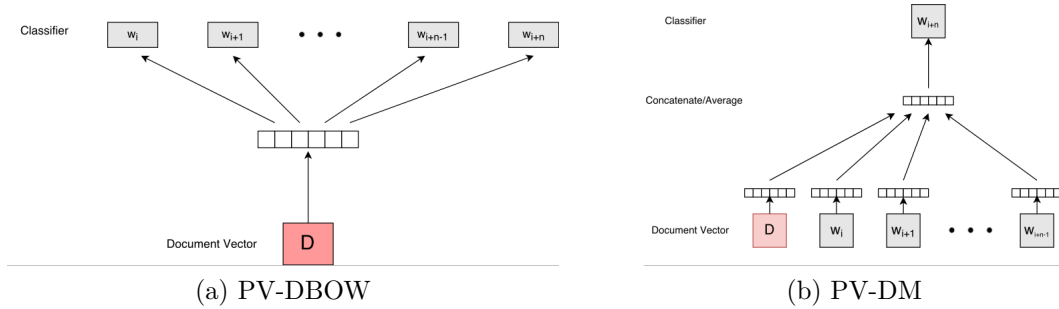 Classifier
w_i w_{i+1} • • • w_{i+n-1} w_{i+n}
Document Vector
D
(a) PV-DBOW
Classifier
w_{i+n}
Concatenate/Average
Document Vector
D w_i w_{i+1} • • • w_{i+n-1}
(b) PV-DM